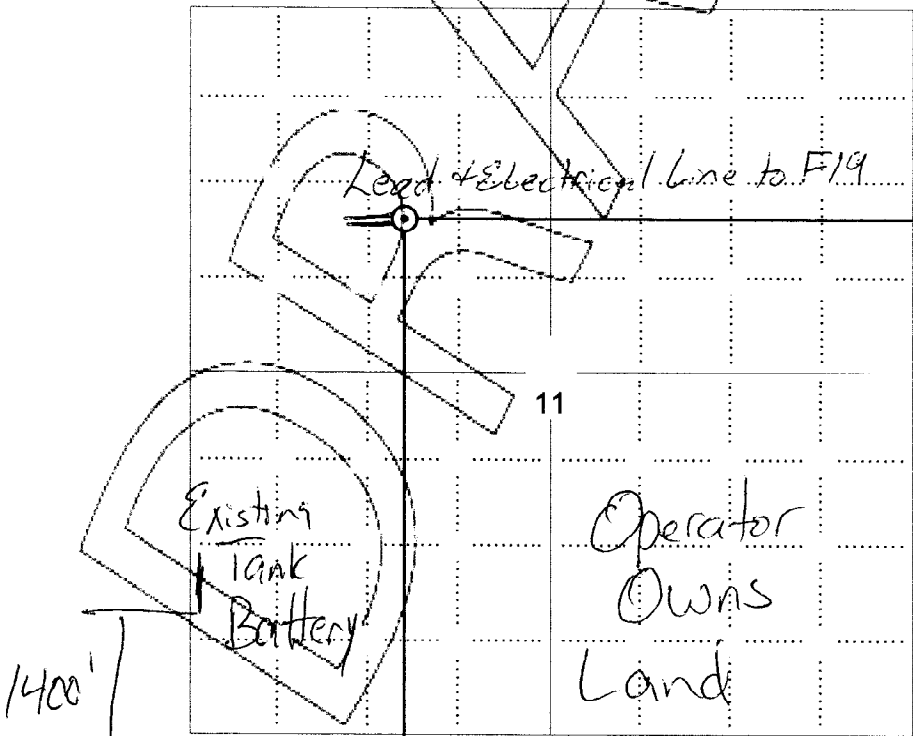 Lead + Electrical Line to F19
11
Existing
Tank
Battery
Operator
Owns
Land
1400'